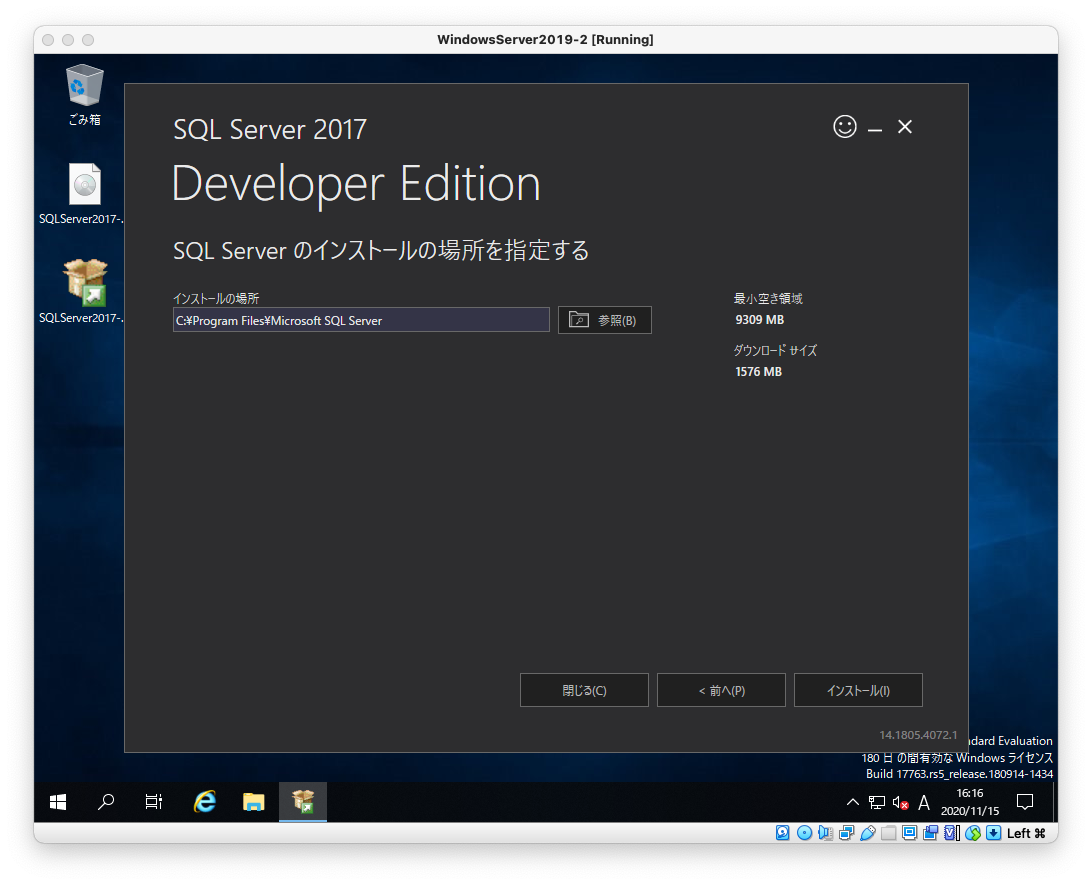 WindowsServer2019-2 [Running]
ごみ箱
SQLServer2017-.
SQLServer2017-.
SQL Server 2017
Developer Edition
SQL Server のインストールの場所を指定する
インストールの場所
C:¥Program Files¥Microsoft SQL Server
参照(B)
最小空き領域
9309 MB
ダウンロード サイズ
1576 MB
閉じる(C)
< 前へ(P)
インストール(I)
14.1805.4072.1
dard Evaluation
180 日 の間有効な Windows ライセンス
Build 17763.rs5_release.180914-1434
A
16:16
2020/11/15
Left ⌘